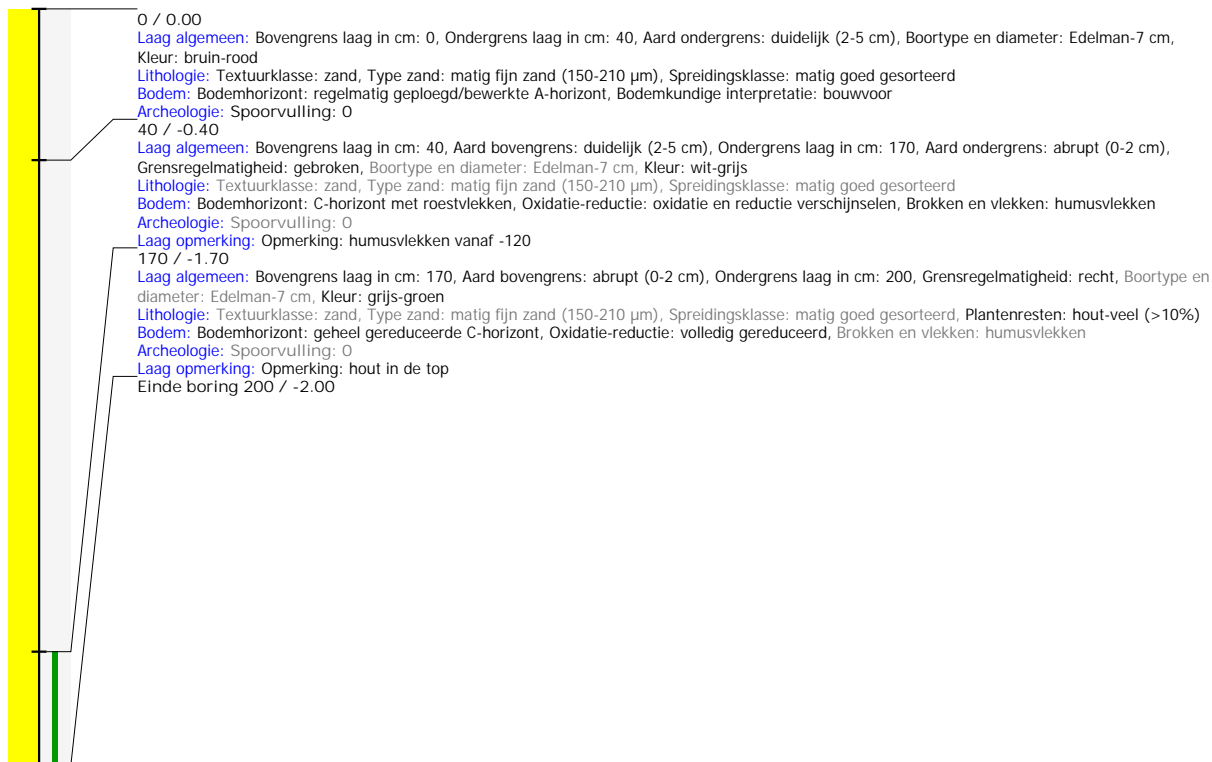 0 / 0.00
Laag algemeen: Bovengrens laag in cm: 0, Ondergrens laag in cm: 40, Aard ondergrens: duidelijk (2-5 cm), Boortype en diameter: Edelman-7 cm,
Kleur: bruin-rood
Lithologie: Textuurklasse: zand, Type zand: matig fijn zand (150-210 µm), Spreidingsklasse: matig goed gesorteerd
Bodem: Bodemhorizont: regelmatig geploegd/bewerkte A-horizont, Bodemkundige interpretatie: bouwvoor
Archeologie: Spoorvulling: 0
40 / -0.40
Laag algemeen: Bovengrens laag in cm: 40, Aard bovengrens: duidelijk (2-5 cm), Ondergrens laag in cm: 170, Aard ondergrens: abrupt (0-2 cm),
Grensregelmatigheid: gebroken, Boortype en diameter: Edelman-7 cm, Kleur: wit-grijs
Lithologie: Textuurklasse: zand, Type zand: matig fijn zand (150-210 µm), Spreidingsklasse: matig goed gesorteerd
Bodem: Bodemhorizont: C-horizont met roestvlekken, Oxidatie-reductie: oxidatie en reductie verschijnselen, Brokken en vlekken: humusvlekken
Archeologie: Spoorvulling: 0
Laag opmerking: Opmerking: humusvlekken vanaf -120
170 / -1.70
Laag algemeen: Bovengrens laag in cm: 170, Aard bovengrens: abrupt (0-2 cm), Ondergrens laag in cm: 200, Grensregelmatigheid: recht, Boortype en
diameter: Edelman-7 cm, Kleur: grijs-groen
Lithologie: Textuurklasse: zand, Type zand: matig fijn zand (150-210 µm), Spreidingsklasse: matig goed gesorteerd, Plantenresten: hout-veel (>10%)
Bodem: Bodemhorizont: geheel gereduceerde C-horizont, Oxidatie-reductie: volledig gereduceerd, Brokken en vlekken: humusvlekken
Archeologie: Spoorvulling: 0
Laag opmerking: Opmerking: hout in de top
Einde boring 200 / -2.00